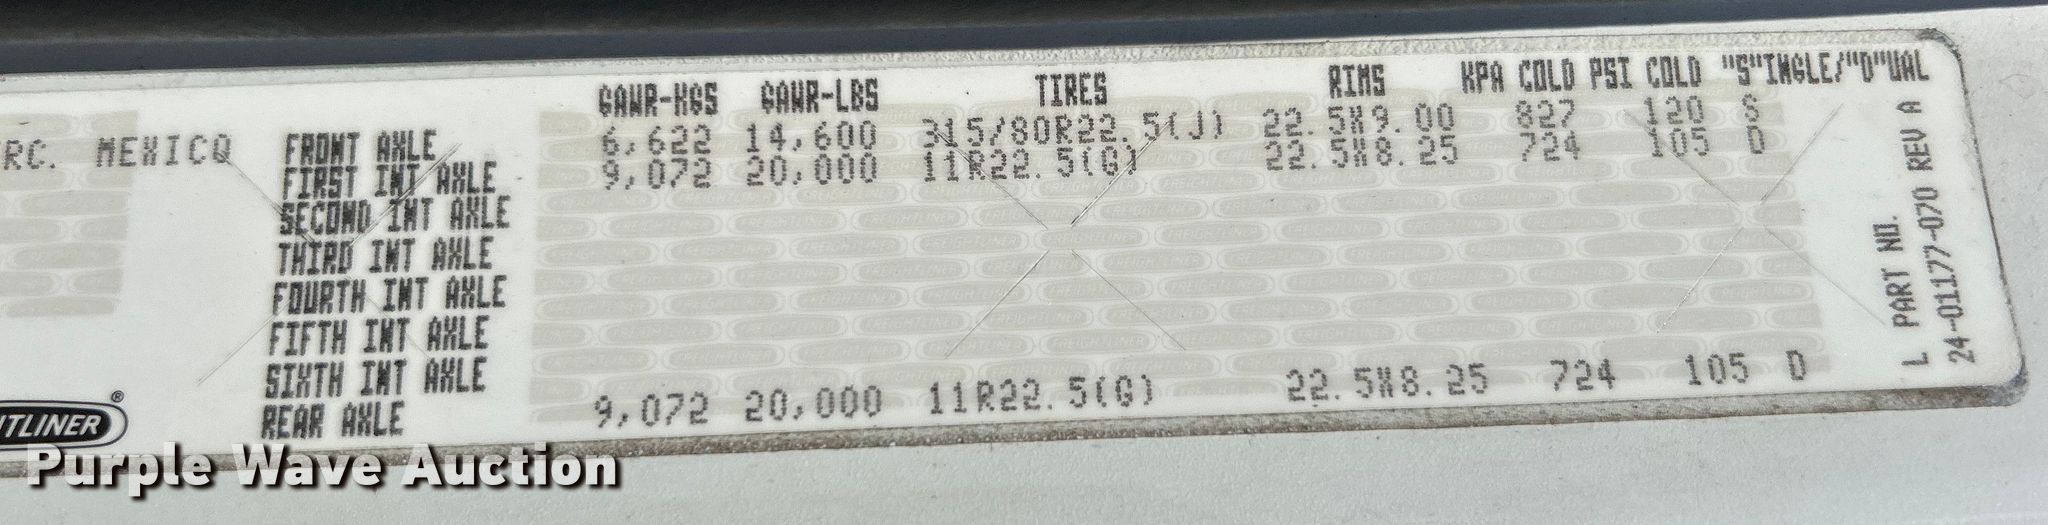 GAWR-KGS GAWR-LBS TIRES RIMS KPA COLD PSI COLD "S"INGLE/"D"UAL
RC. MEXICO
FRONT AXLE 6,622 14,600 315/80R22.5(J) 22.5X9.00 827 120 S
FIRST INT AXLE 9,072 20,000 11R22.5(G) 22.5X8.25 724 105 D
SECOND INT AXLE
THIRD INT AXLE
FOURTH INT AXLE
FIFTH INT AXLE
SIXTH INT AXLE
REAR AXLE 9,072 20,000 11R22.5(G) 22.5X8.25 724 105 D
L PART NO.
24-01177-070 REV A
TLINER®
Purple Wave Auction